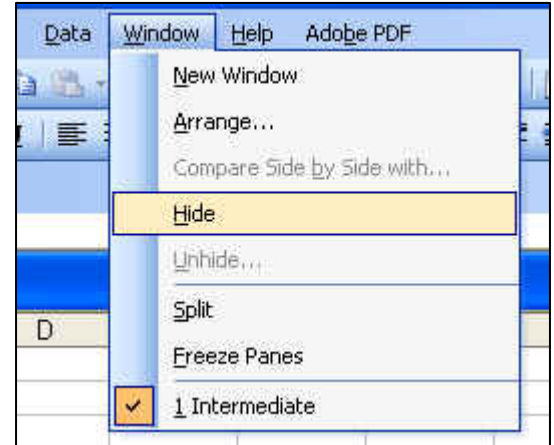 Data Window Help Adobe PDF
New Window
Arrange...
Compare Side by Side with...
Hide
Unhide...
Split
D
Freeze Panes
1 Intermediate